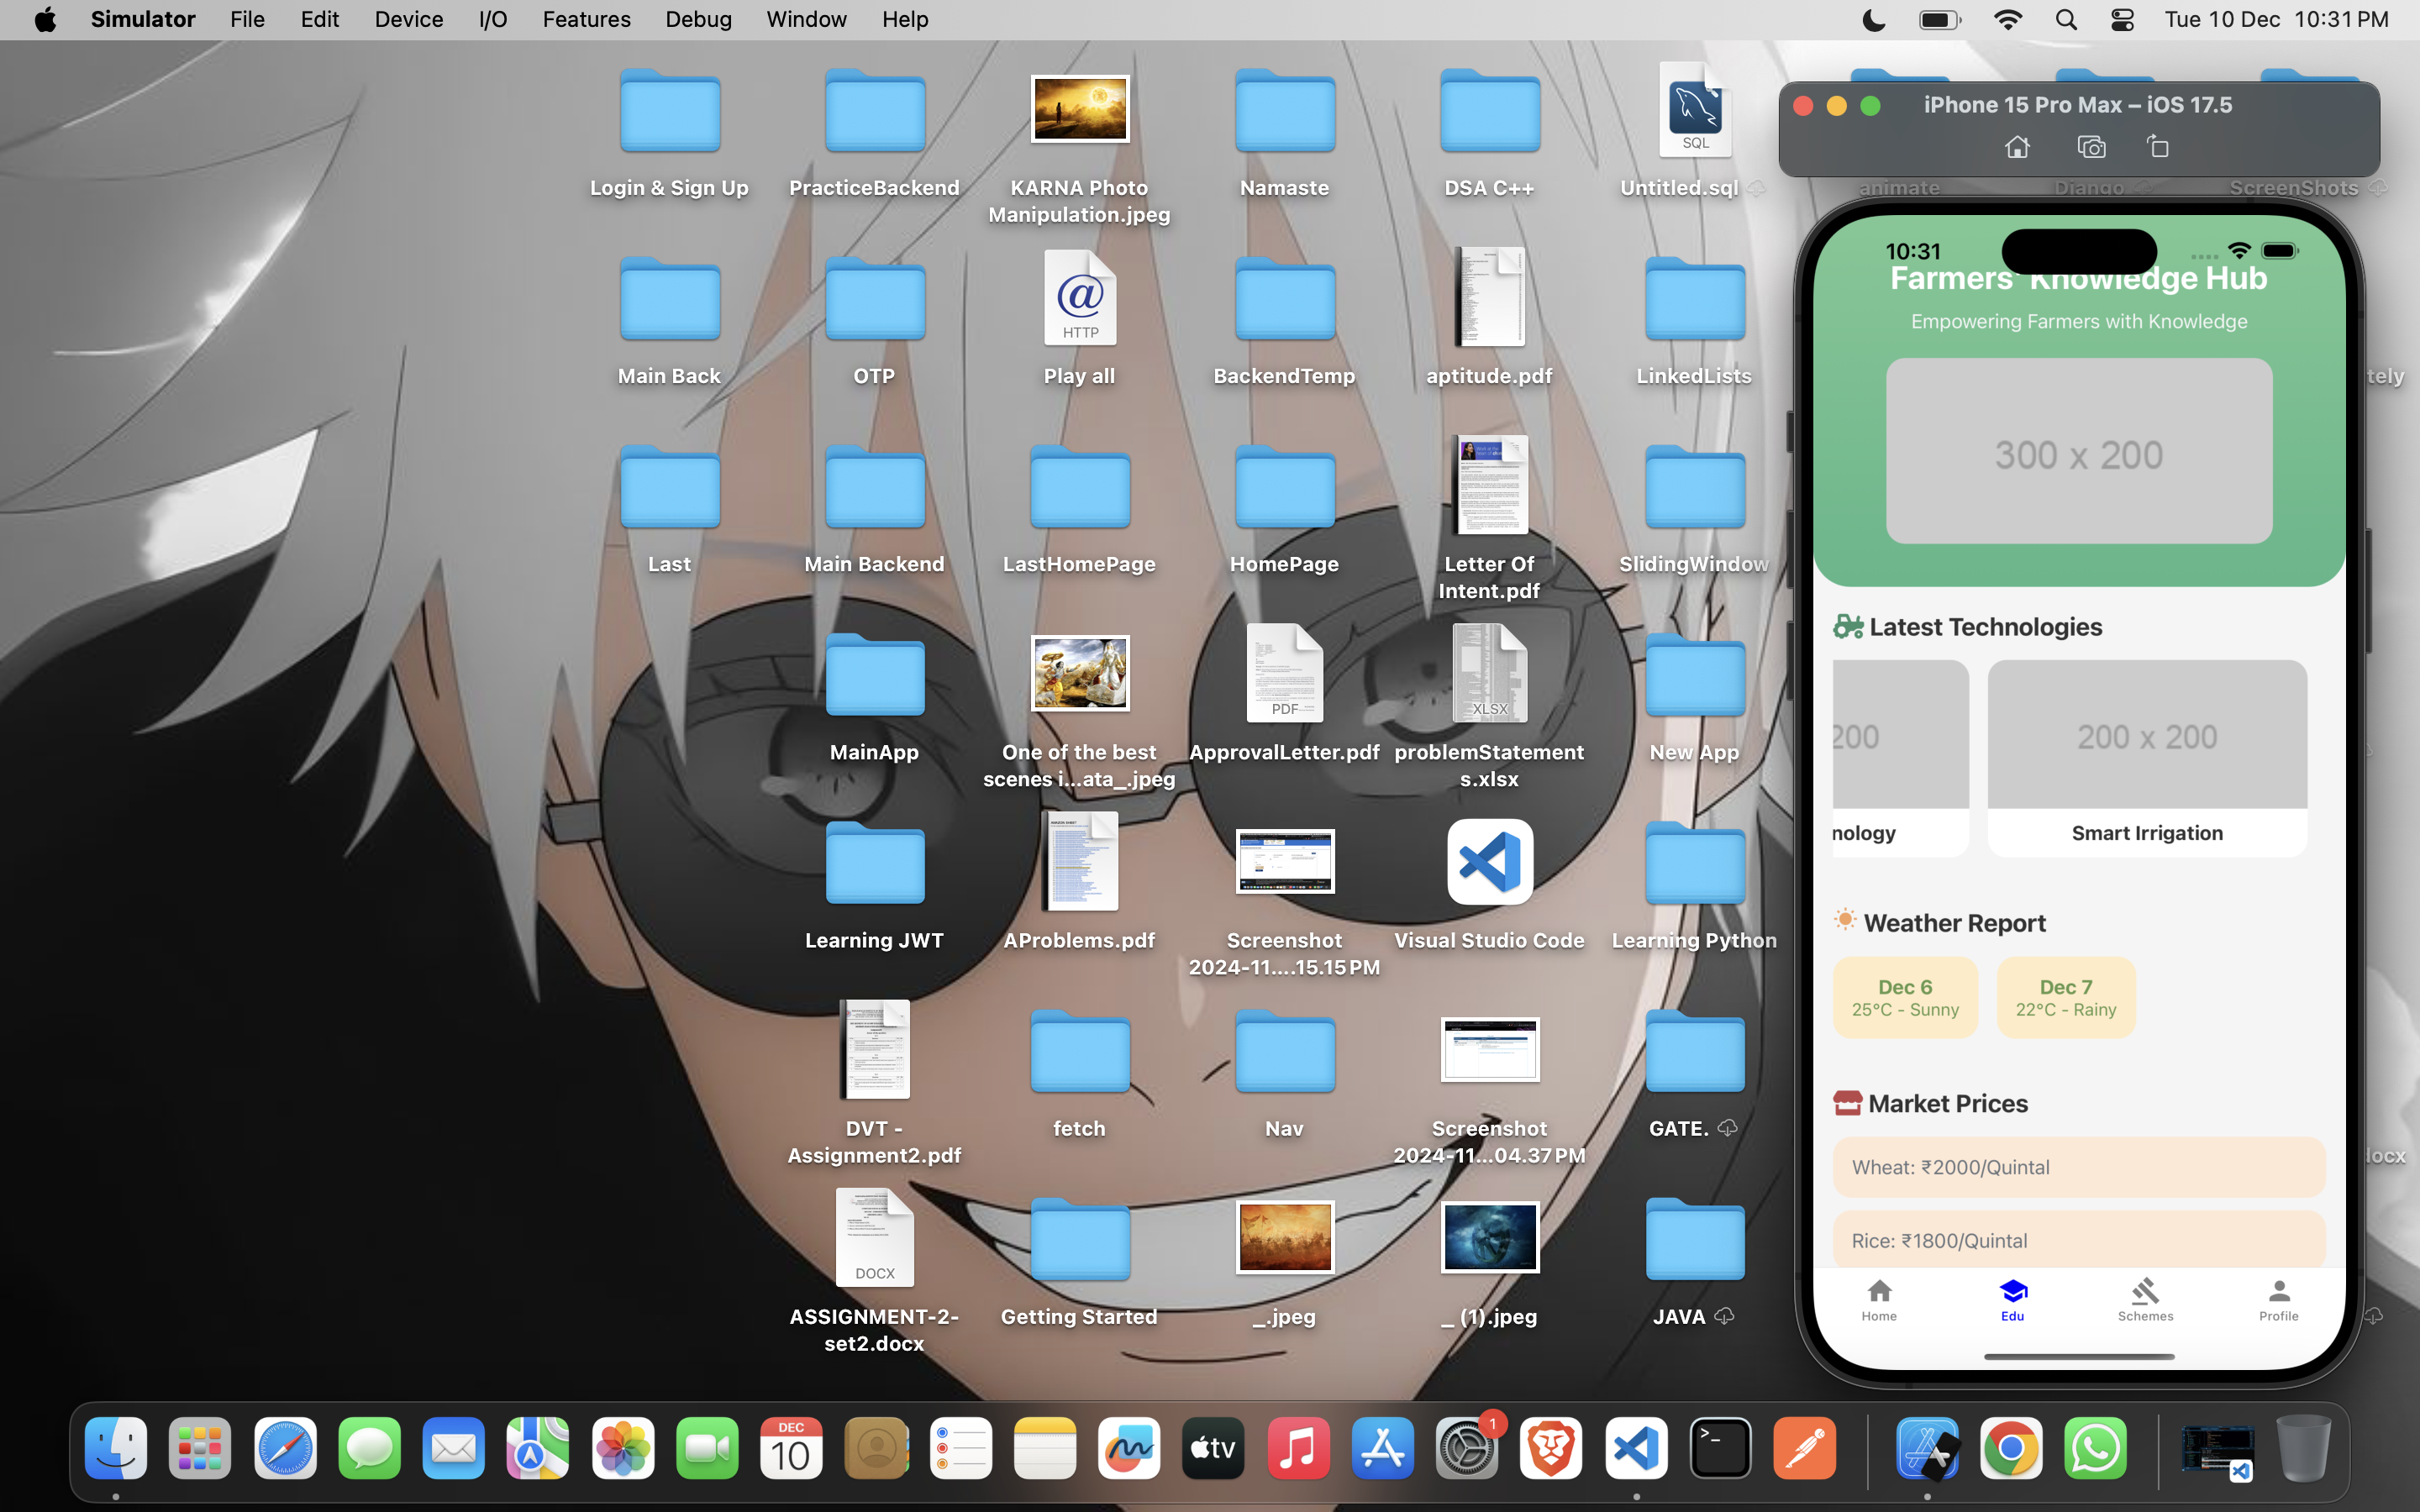 Simulator File Edit Device I/O Features Debug Window Help
Tue 10 Dec 10:31 PM
Login & Sign Up
PracticeBackend
KARNA Photo
Manipulation.jpeg
Namaste
DSA C++
SQL
Untitled.sql
animate
Django
ScreenShots
Main Back
OTP
HTTP
Play all
BackendTemp
aptitude.pdf
LinkedLists
tely
Last
Main Backend
LastHomePage
HomePage
Letter Of
Intent.pdf
SlidingWindow
MainApp
One of the best
scenes i...ata_.jpeg
PDF
ApprovalLetter.pdf
XLSX
problemStatement
s.xlsx
New App
Learning JWT
AProblems.pdf
Screenshot
2024-11....15.15 PM
Visual Studio Code
Learning Python
DVT -
Assignment2.pdf
fetch
Nav
Screenshot
2024-11...04.37 PM
GATE.
docx
DOCX
ASSIGNMENT-2-
set2.docx
Getting Started
_.jpeg
_ (1).jpeg
JAVA
iPhone 15 Pro Max – iOS 17.5
10:31
Farmers' Knowledge Hub
Empowering Farmers with Knowledge
300 x 200
Latest Technologies
200
200 x 200
nology
Smart Irrigation
Weather Report
Dec 6
25°C - Sunny
Dec 7
22°C - Rainy
Market Prices
Wheat: ₹2000/Quintal
Rice: ₹1800/Quintal
Home
Edu
Schemes
Profile
DEC
10
tv
1
>_